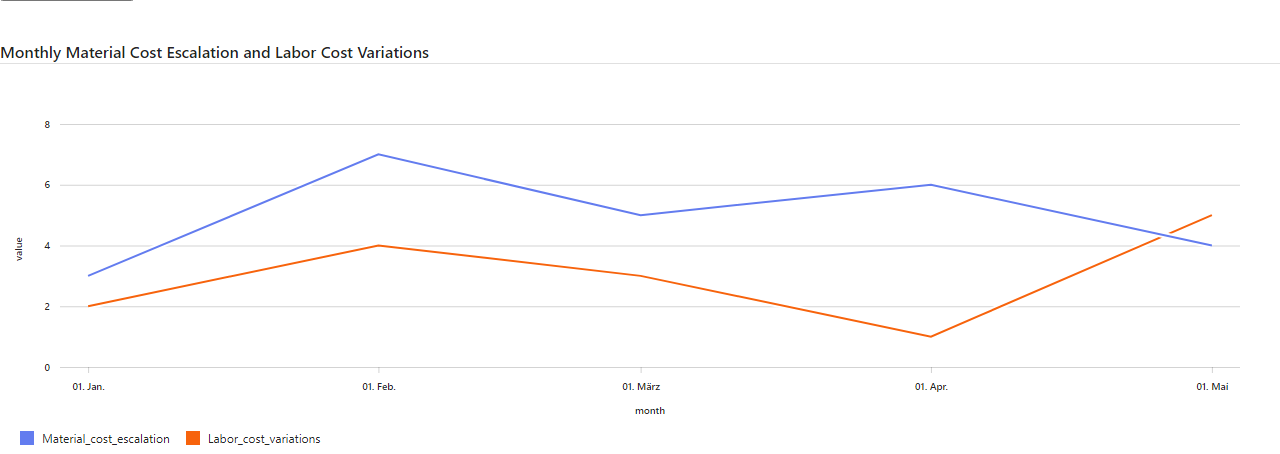 Monthly Material Cost Escalation and Labor Cost Variations
8
6
4
2
0
value
01. Jan.
01. Feb.
01. März
01. Apr.
01. Mai
month
Material_cost_escalation
Labor_cost_variations